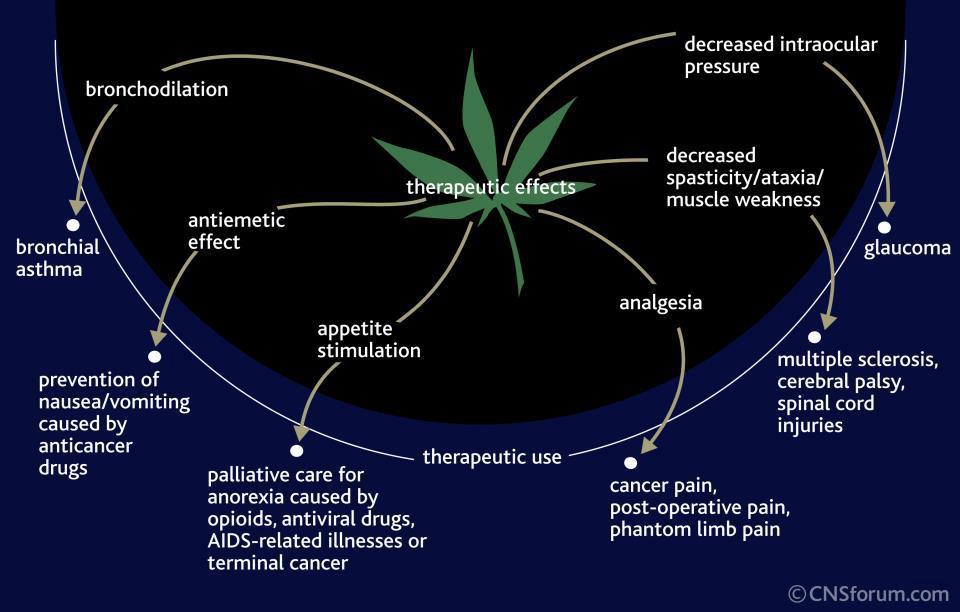 decreased intraocular
pressure
bronchodilation
decreased
spasticity/ataxia/
muscle weakness
therapeutic effects
antiemetic
effect
bronchial
asthma
glaucoma
analgesia
appetite
stimulation
multiple sclerosis,
cerebral palsy,
spinal cord
injuries
prevention of
nausea/vomiting
caused by
anticancer
drugs
therapeutic use
palliative care for
anorexia caused by
opioids, antiviral drugs,
AIDS-related illnesses or
terminal cancer
cancer pain,
post-operative pain,
phantom limb pain
©CNSforum.com